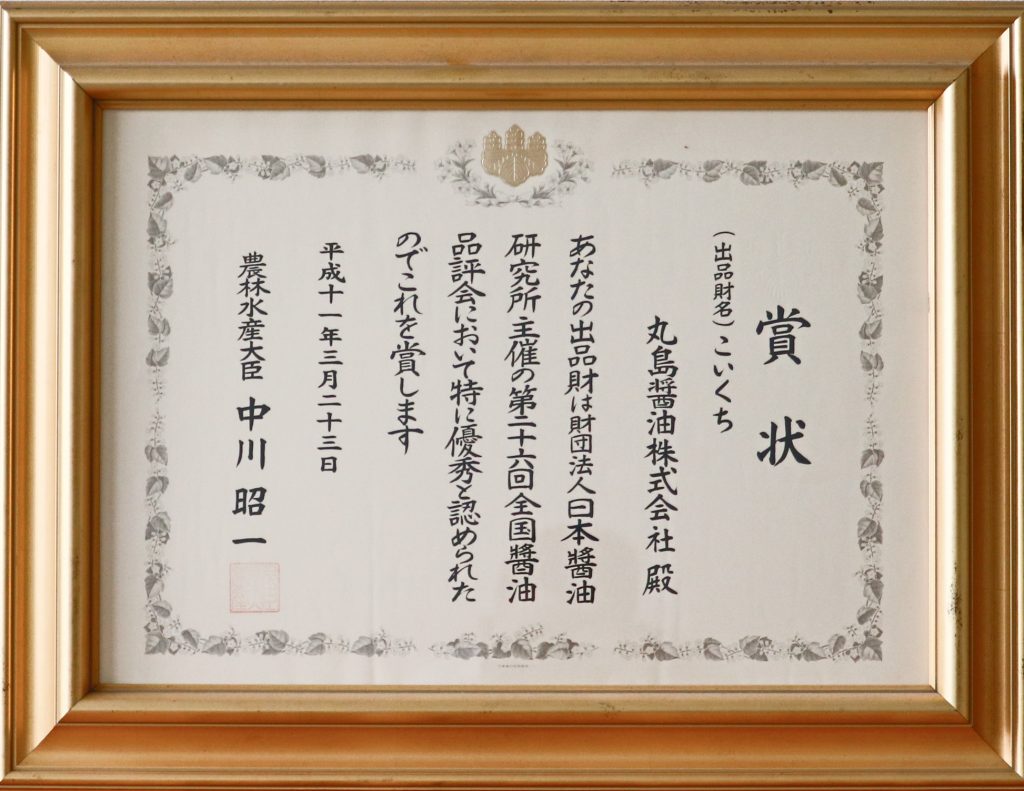 賞状
(出品財名)こいくち
丸島醤油株式会社 殿
あなたの出品財は財団法人日本醤油
研究所主催の第二十六回全国醤油
品評会において特に優秀と認められた
のでこれを賞します
平成十一年三月二十三日
農林水産大臣 中川昭一